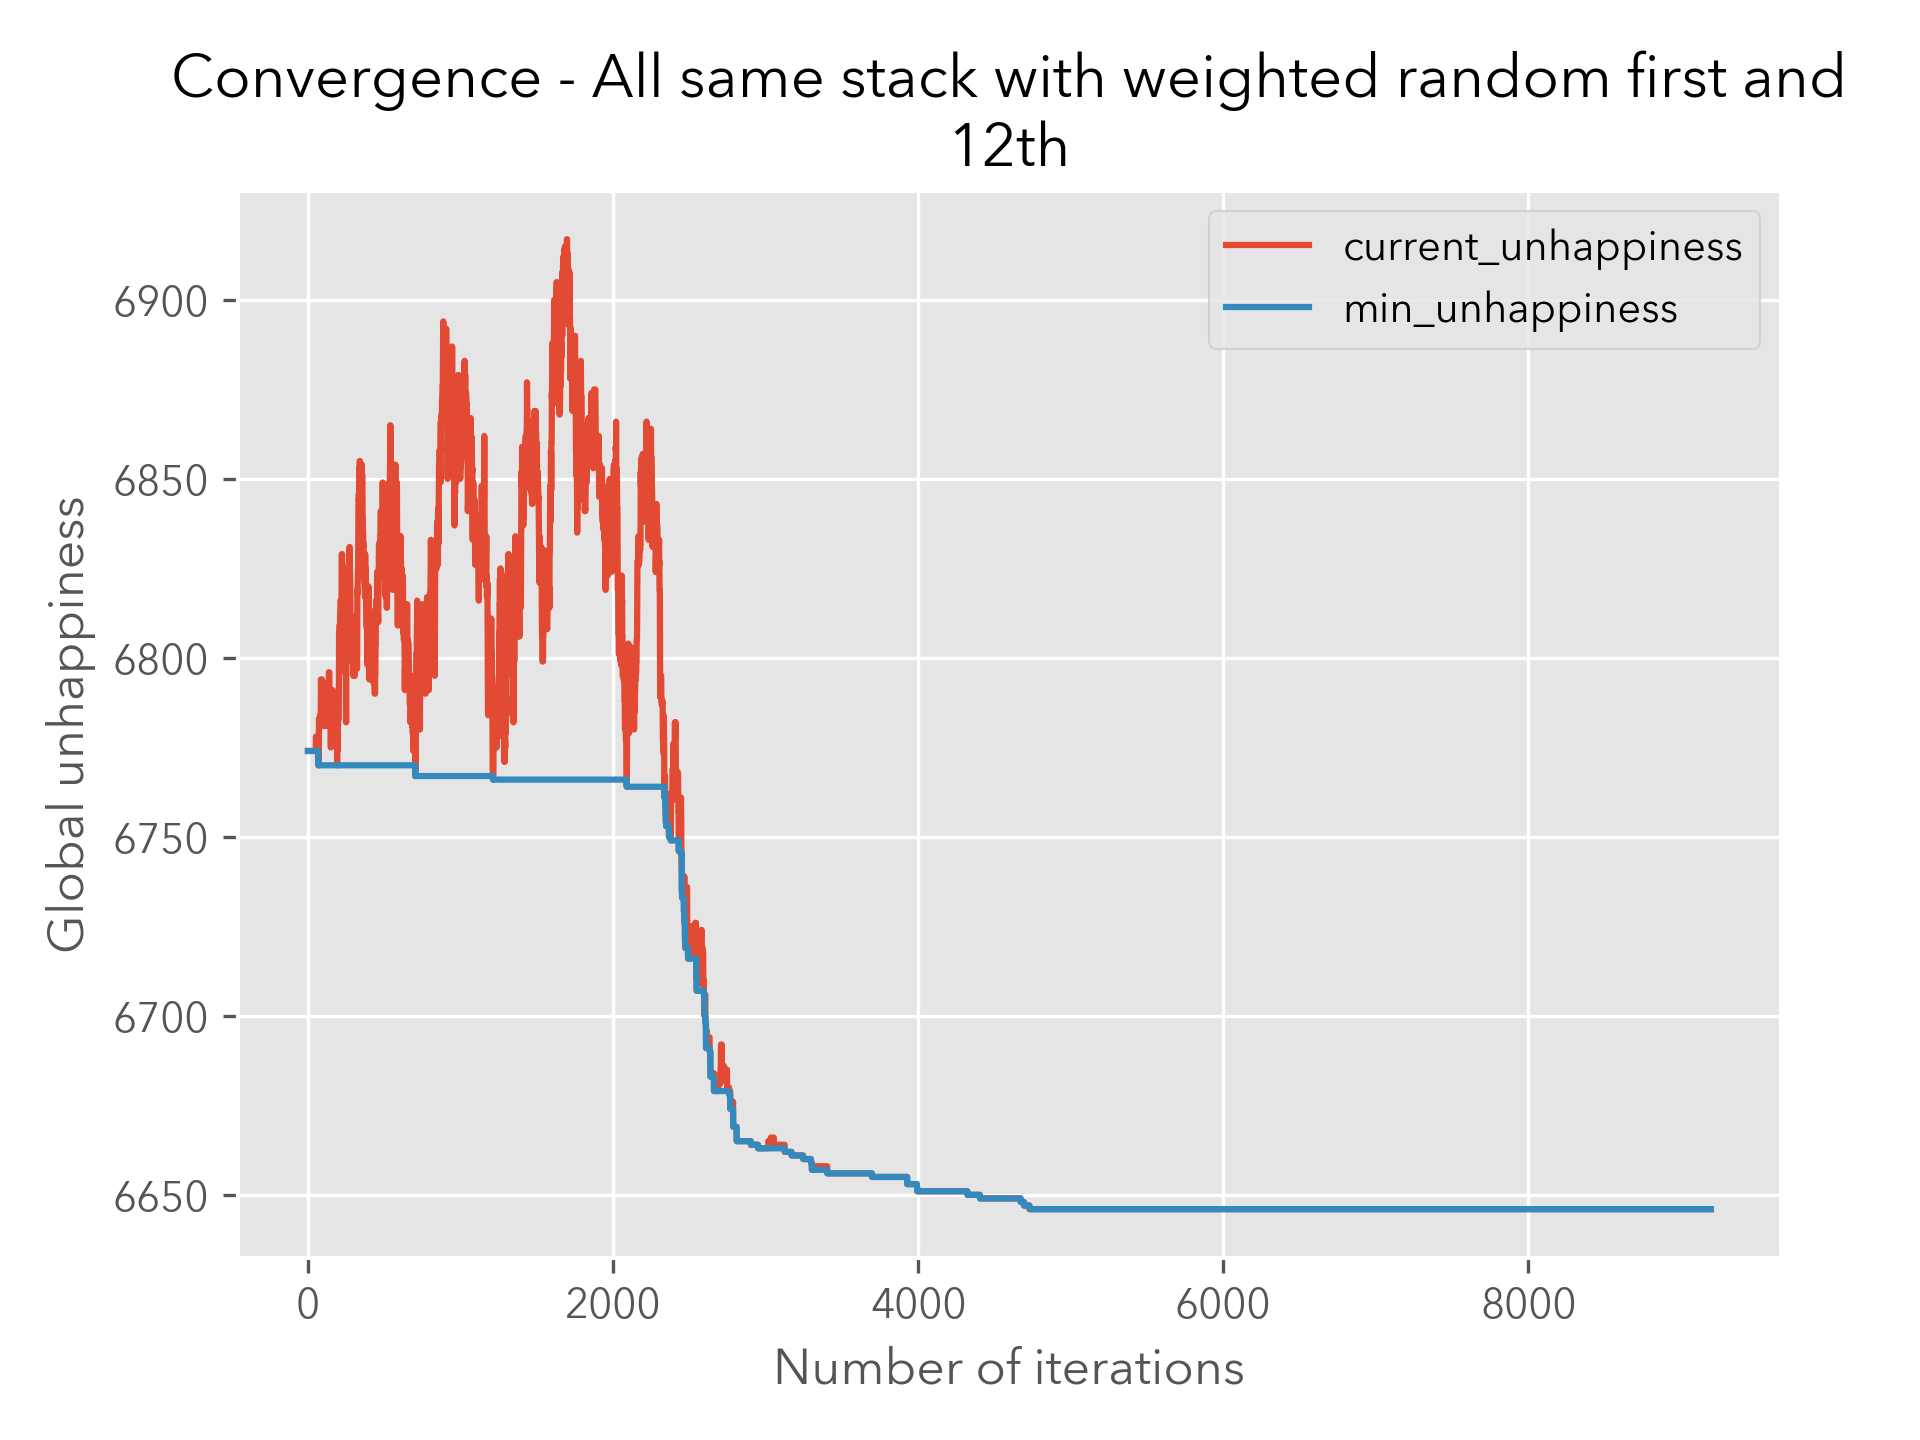 Convergence - All same stack with weighted random first and
12th
current_unhappiness
min_unhappiness
6900
6850
6800
6750
6700
6650
Global unhappiness
0 2000 4000 6000 8000
Number of iterations